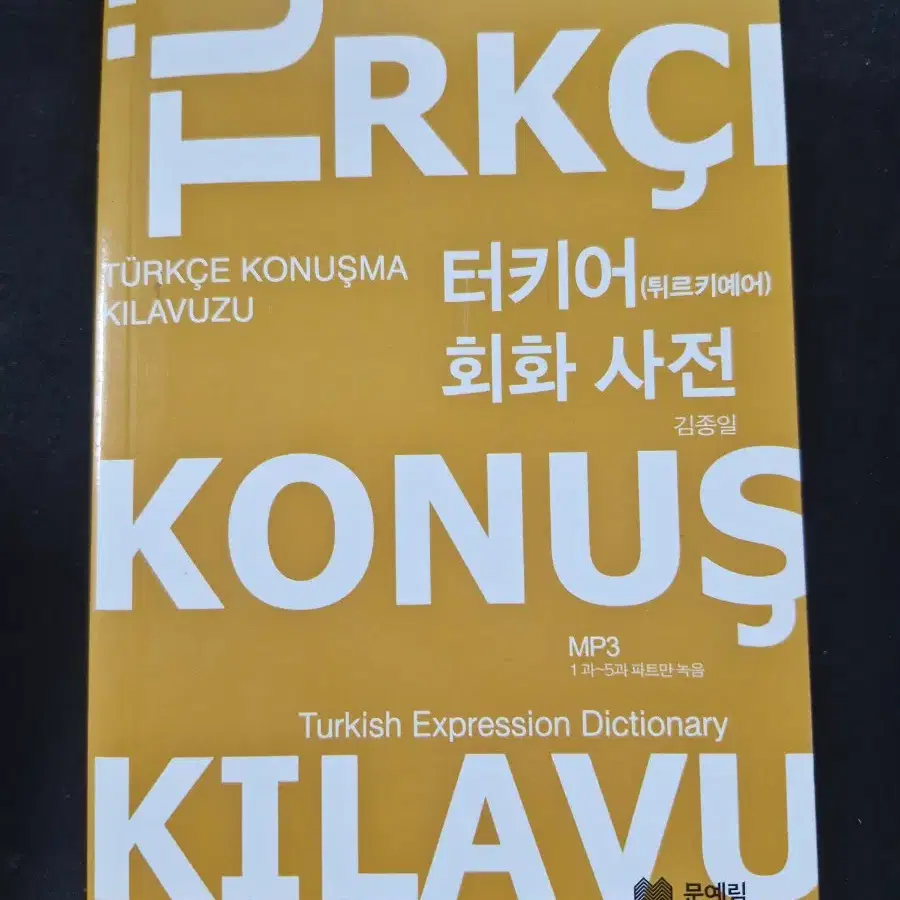 TÜRKÇE
TÜRKÇE KONUŞMA
KILAVUZU
터키어(튀르키예어)
회화 사전
김종일
KONUŞ
MP3
1과~5과 파트만 녹음
Turkish Expression Dictionary
KILAVU
문예림